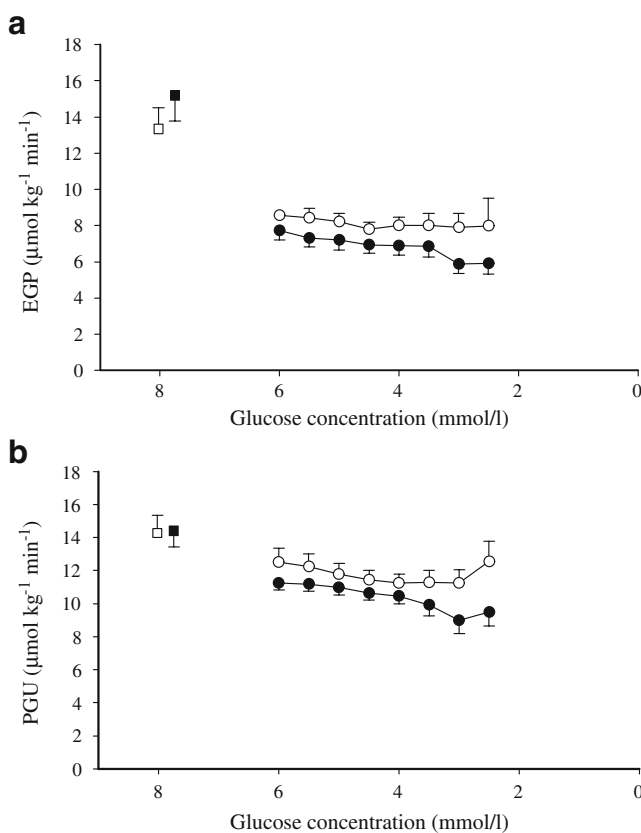 a
18
16
14
12
10
8
6
4
2
0
EGP (µmol kg⁻¹ min⁻¹)
8 6 4 2 0
Glucose concentration (mmol/l)
b
18
16
14
12
10
8
6
4
2
0
PGU (µmol kg⁻¹ min⁻¹)
8 6 4 2 0
Glucose concentration (mmol/l)